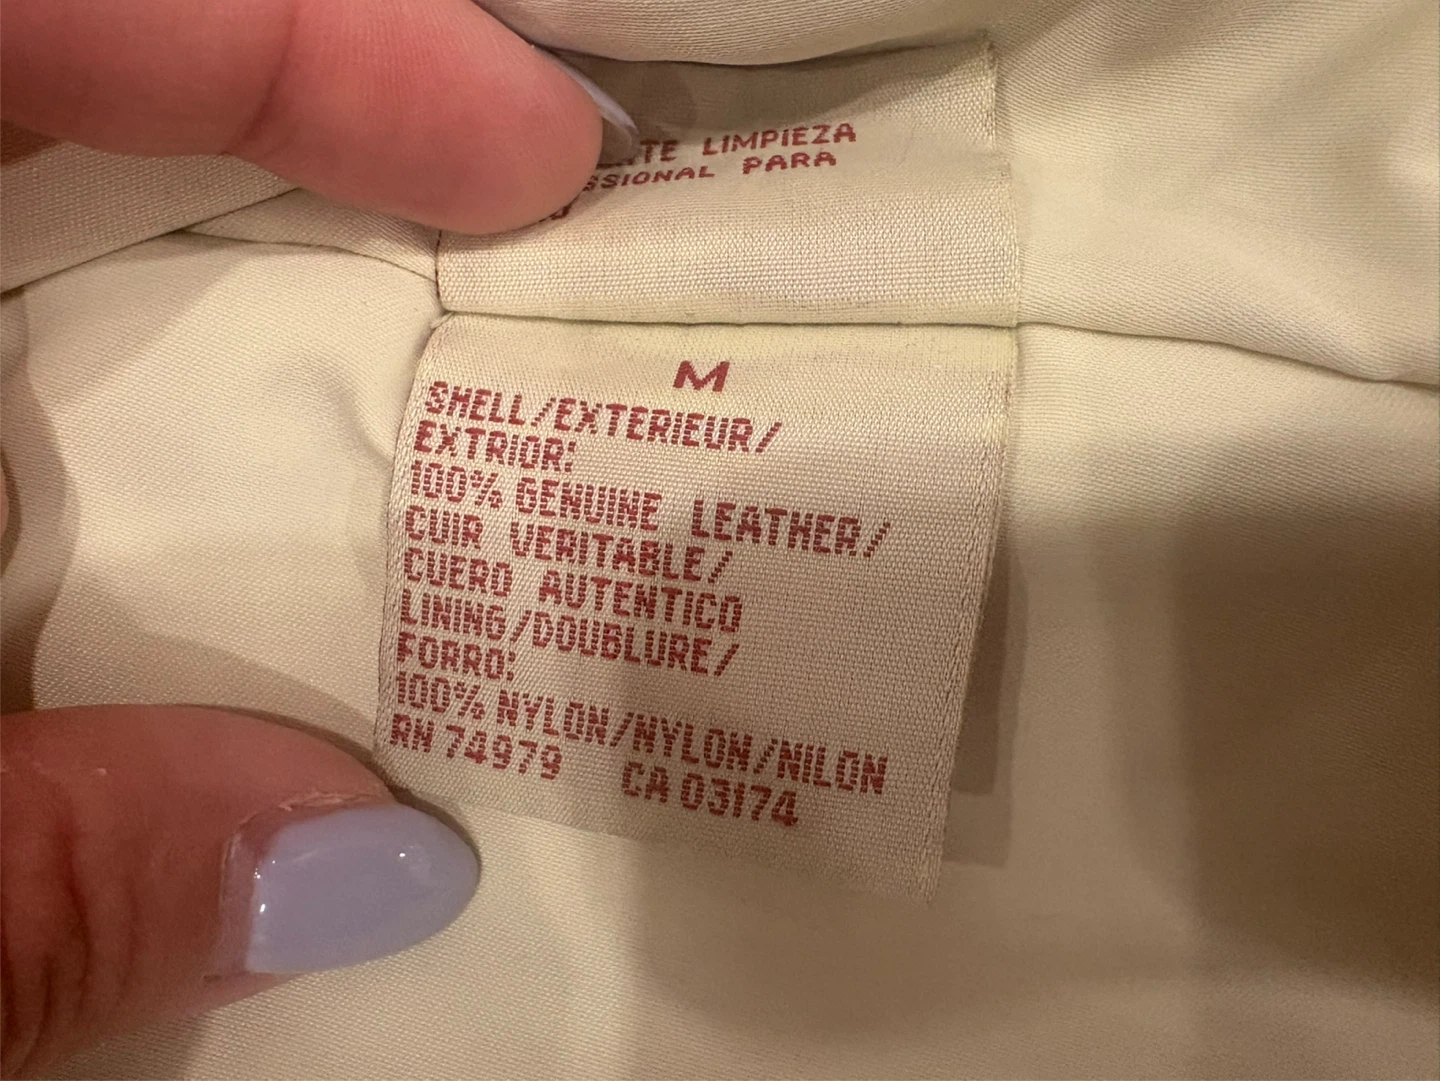 LIMPIEZA
PARA
M
SHELL/EXTERIEUR/
EXTRIOR:
100% GENUINE LEATHER/
CUIR VERITABLE/
CUERO AUTENTICO
LINING/DOUBLURE/
FORRO:
100% NYLON/NYLON/NILON
RN 74979 CA 03174